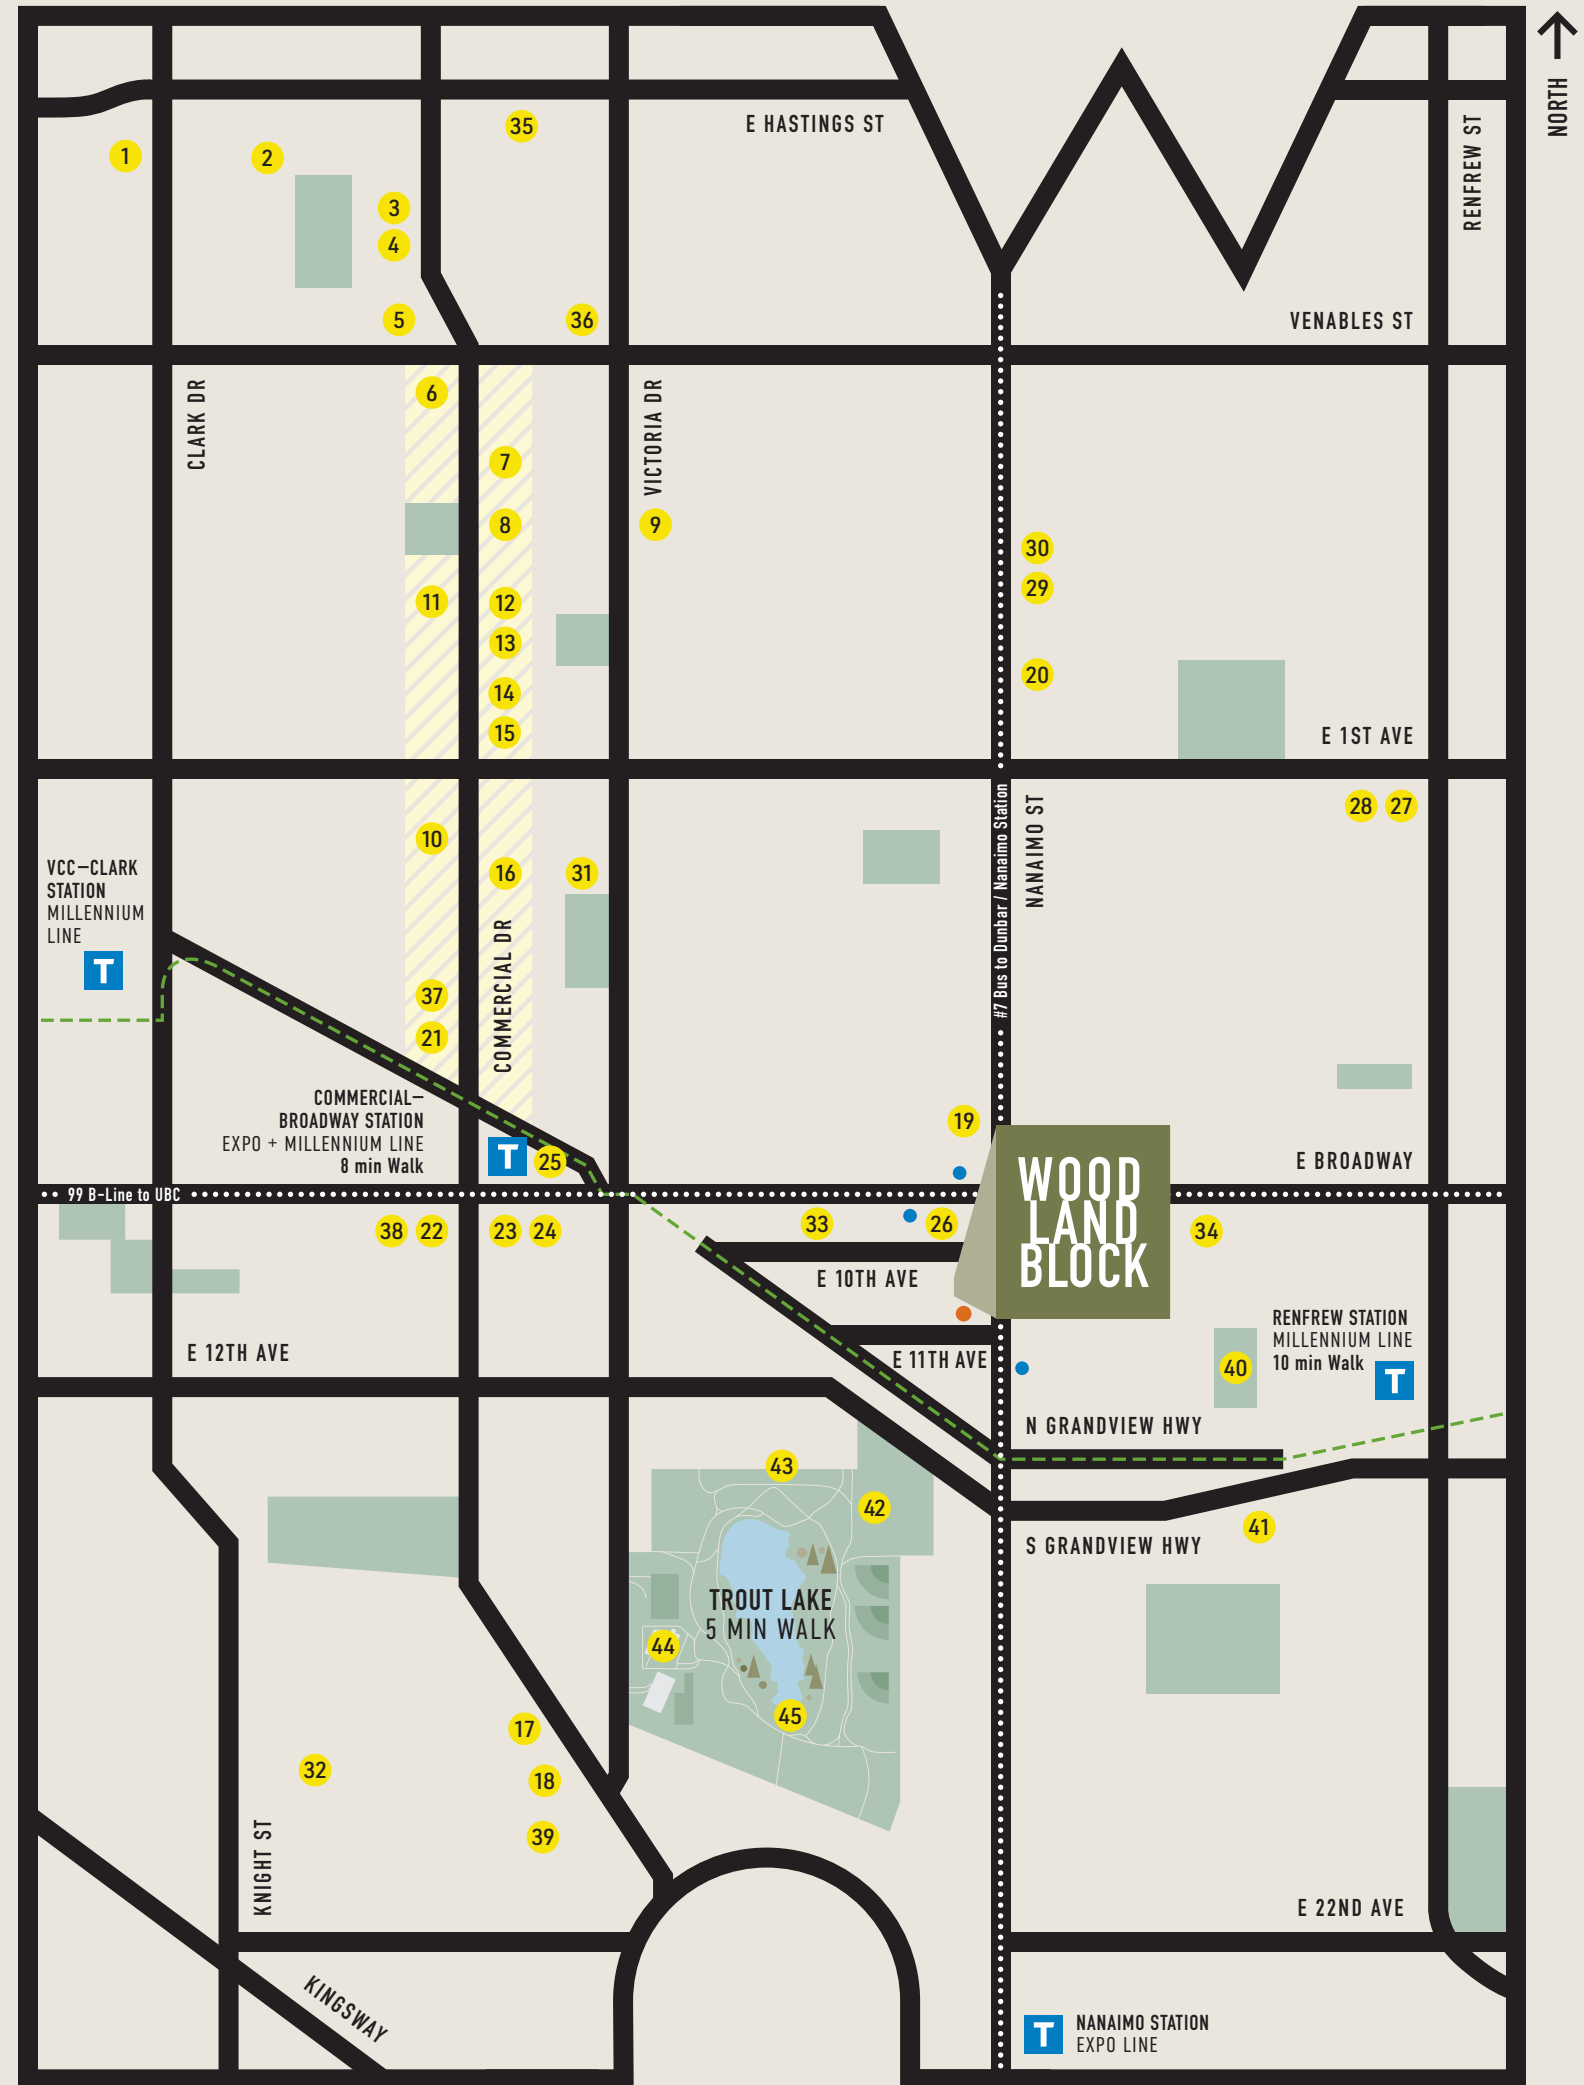 NORTH
E HASTINGS ST
RENFREW ST
35
1
2
3
4
5
36
VENABLES ST
CLARK DR
6
VICTORIA DR
7
8
9
30
29
11
12
13
20
14
15
E 1ST AVE
28
27
10
16
31
NANAIMO ST
#7 Bus to Dunbar / Nanaimo Station
VCC–CLARK
STATION
MILLENNIUM
LINE
T
COMMERCIAL DR
37
21
COMMERCIAL–
BROADWAY STATION
EXPO + MILLENNIUM LINE
8 min Walk
T
25
19
WOOD
LAND
BLOCK
E BROADWAY
99 B-Line to UBC
38
22
23
24
33
26
34
E 10TH AVE
E 12TH AVE
E 11TH AVE
RENFREW STATION
MILLENNIUM LINE
10 min Walk
T
40
N GRANDVIEW HWY
43
42
41
S GRANDVIEW HWY
TROUT LAKE
5 MIN WALK
44
45
17
32
18
39
KNIGHT ST
E 22ND AVE
KINGSWAY
T
NANAIMO STATION
EXPO LINE